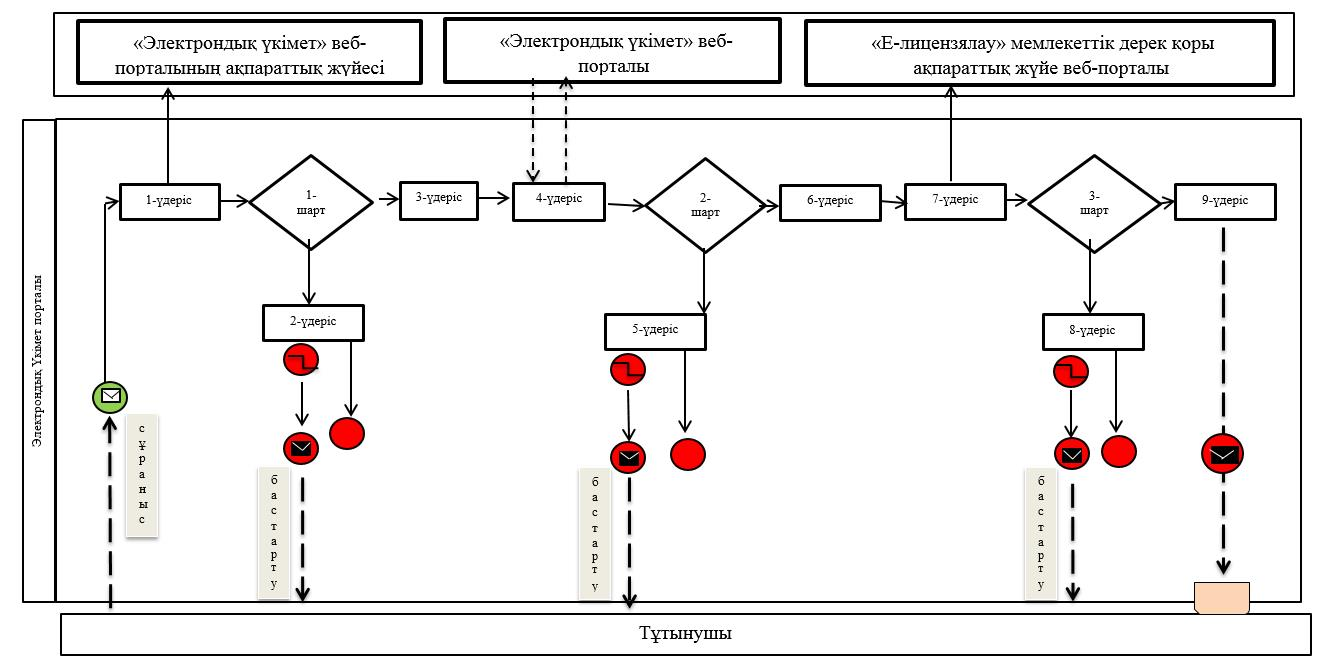 «Электрондық үкімет» веб-
порталының ақпараттық жүйесі
«Электрондық үкімет» веб-
порталы
«Е-лицензялау» мемлекеттік дерек қоры
ақпараттық жүйе веб-порталы
Электрондық Үкімет порталы
1-үдеріс
1-
шарт
3-үдеріс
4-үдеріс
2-
шарт
6-үдеріс
7-үдеріс
3-
шарт
9-үдеріс
2-үдеріс
5-үдеріс
8-үдеріс
сұраныс
бастарту
бастарту
бастарту
Тұтынушы